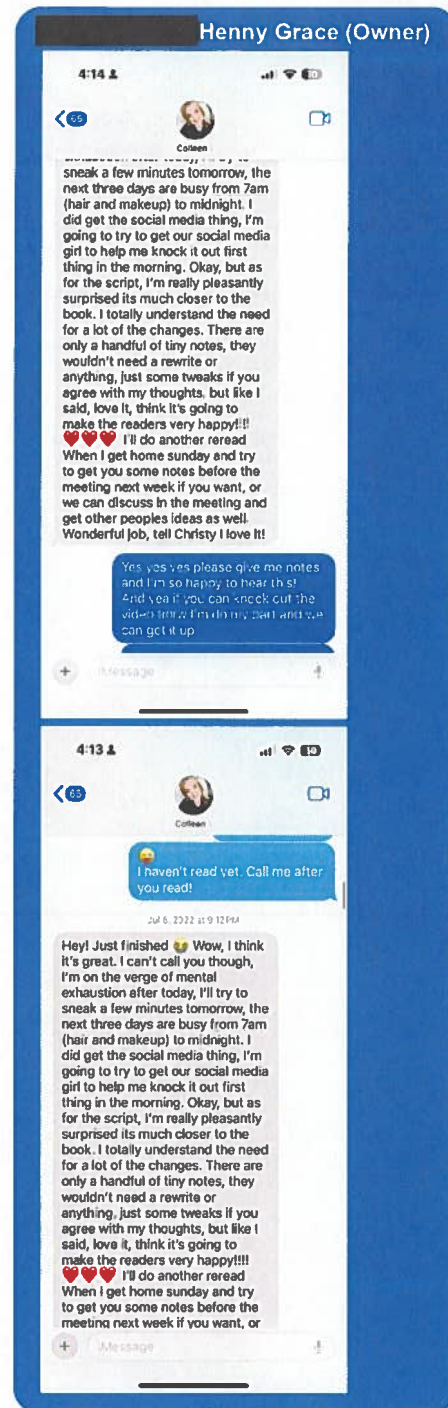 Henny Grace (Owner)
4:14
65
Colleen
sneak a few minutes tomorrow, the
next three days are busy from 7am
(hair and makeup) to midnight. I
did get the social media thing, I'm
going to try to get our social media
girl to help me knock it out first
thing in the morning. Okay, but as
for the script, I'm really pleasantly
surprised its much closer to the
book. I totally understand the need
for a lot of the changes. There are
only a handful of tiny notes, they
wouldn't need a rewrite or
anything, just some tweaks if you
agree with my thoughts, but like I
said, love it, think it's going to
make the readers very happy!!!!
❤️❤️❤️ I'll do another reread
When I get home sunday and try
to get you some notes before the
meeting next week if you want, or
we can discuss in the meeting and
get other peoples ideas as well.
Wonderful job, tell Christy I love it!
Yes yes yes please give me notes
and I'm so happy to hear this!
And yea if you can knock out the
video I'm do my part and we
can get it up
iMessage
4:13
Colleen
😜
I haven't read yet. Call me after
you read!
Jul 6, 2022 at 9:12 PM
Hey! Just finished 😂 Wow, I think
it's great. I can't call you though,
I'm on the verge of mental
exhaustion after today, I'll try to
sneak a few minutes tomorrow, the
next three days are busy from 7am
(hair and makeup) to midnight. I
did get the social media thing, I'm
going to try to get our social media
girl to help me knock it out first
thing in the morning. Okay, but as
for the script, I'm really pleasantly
surprised its much closer to the
book. I totally understand the need
for a lot of the changes. There are
only a handful of tiny notes, they
wouldn't need a rewrite or
anything, just some tweaks if you
agree with my thoughts, but like I
said, love it, think it's going to
make the readers very happy!!!!
❤️❤️❤️ I'll do another reread
When I get home sunday and try
to get you some notes before the
meeting next week if you want, or
iMessage